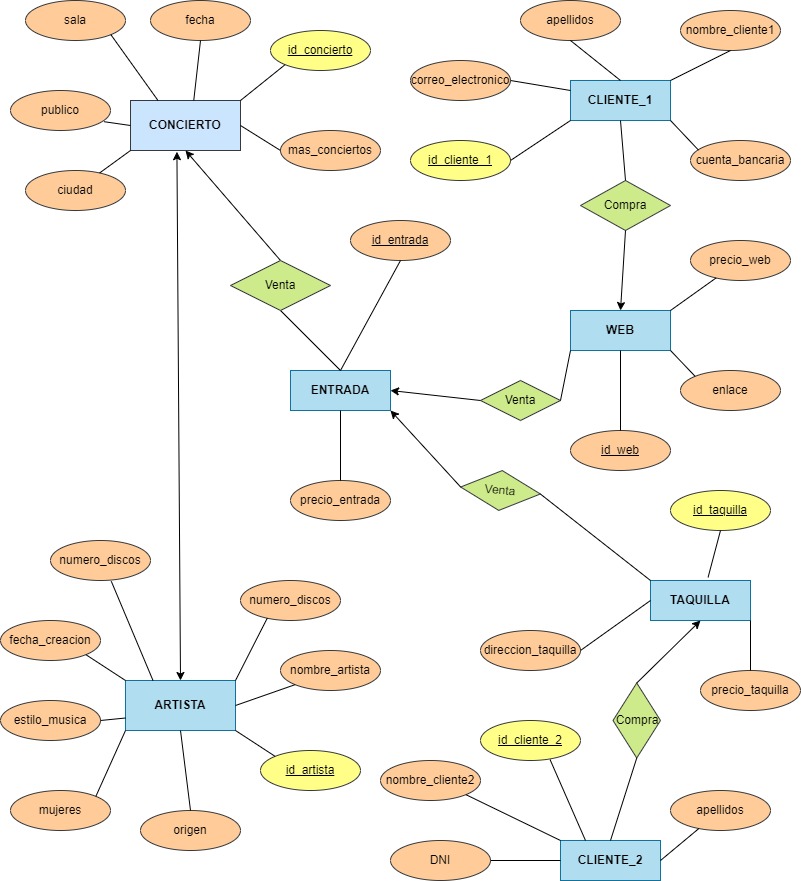 sala
fecha
id_concierto
publico
CONCIERTO
mas_conciertos
ciudad
apellidos
nombre_cliente1
correo_electronico
CLIENTE_1
id_cliente_1
cuenta_bancaria
Compra
id_entrada
precio_web
Venta
WEB
ENTRADA
Venta
enlace
id_web
precio_entrada
Venta
id_taquilla
numero_discos
numero_discos
TAQUILLA
fecha_creacion
direccion_taquilla
nombre_artista
precio_taquilla
ARTISTA
estilo_musica
Compra
id_cliente_2
id_artista
nombre_cliente2
mujeres
apellidos
origen
DNI
CLIENTE_2